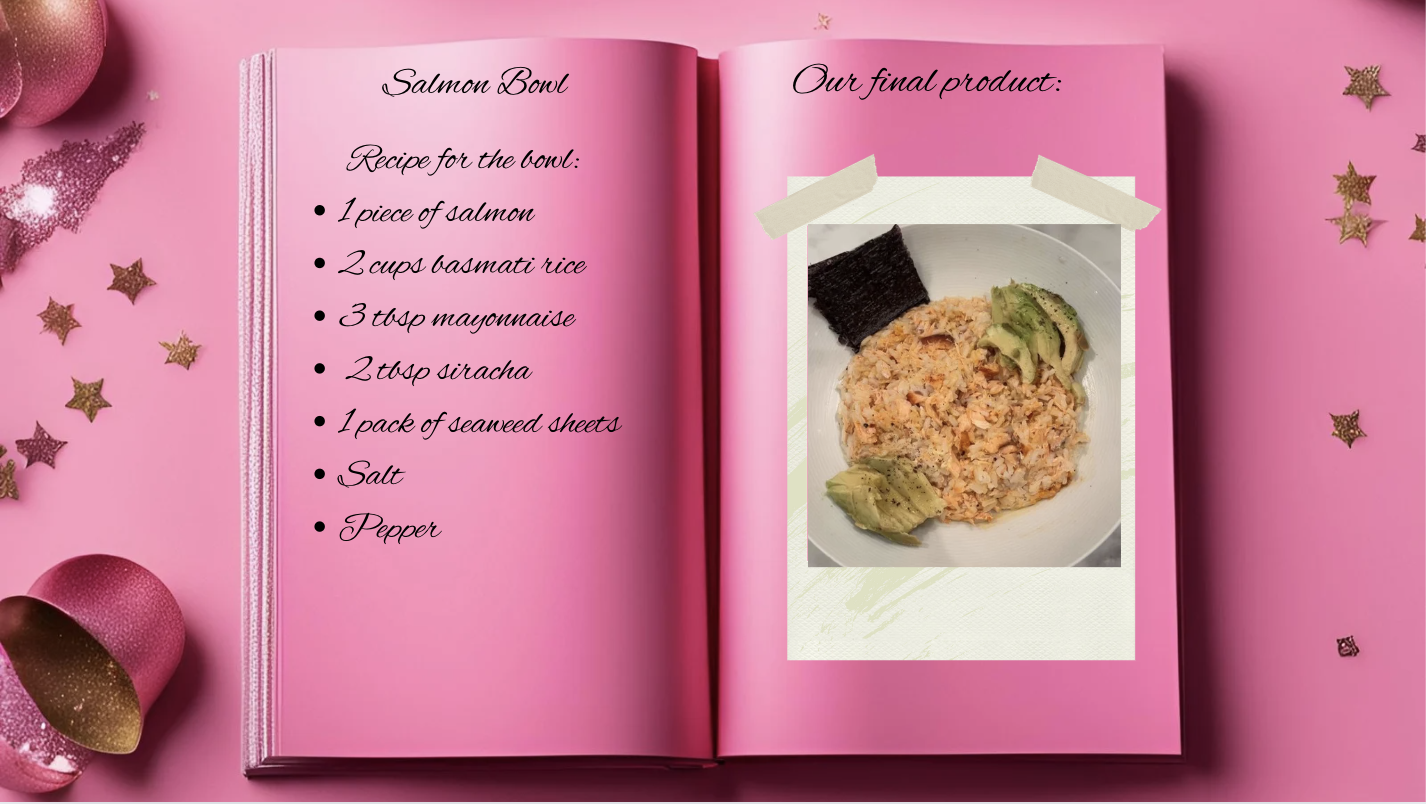 Salmon Bowl
Recipe for the bowl:
• 1 piece of salmon
• 2 cups basmati rice
• 3 tbsp mayonnaise
• 2 tbsp siracha
• 1 pack of seaweed sheets
• Salt
• Pepper
Our final product: